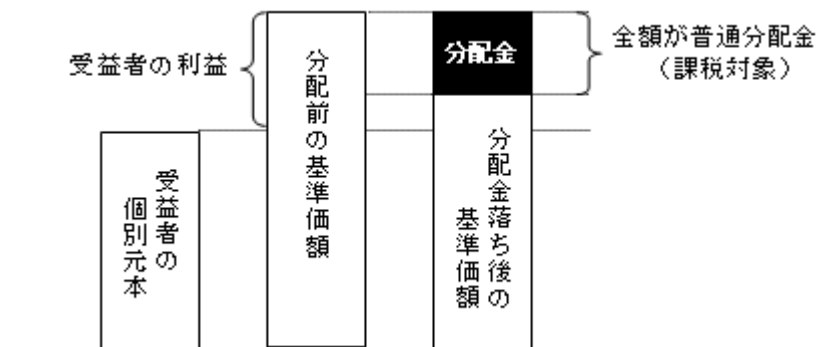 受益者の利益
受益者の
個別元本
分配前の基準価額
分配金
分配金落ち後の
基準価額
全額が普通分配金
（課税対象）